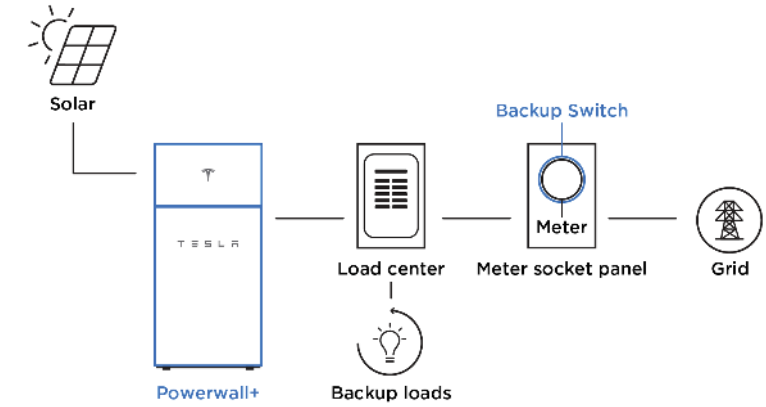 Solar
Backup Switch
TESLA
Meter
Load center
Meter socket panel
Grid
Powerwall+
Backup loads